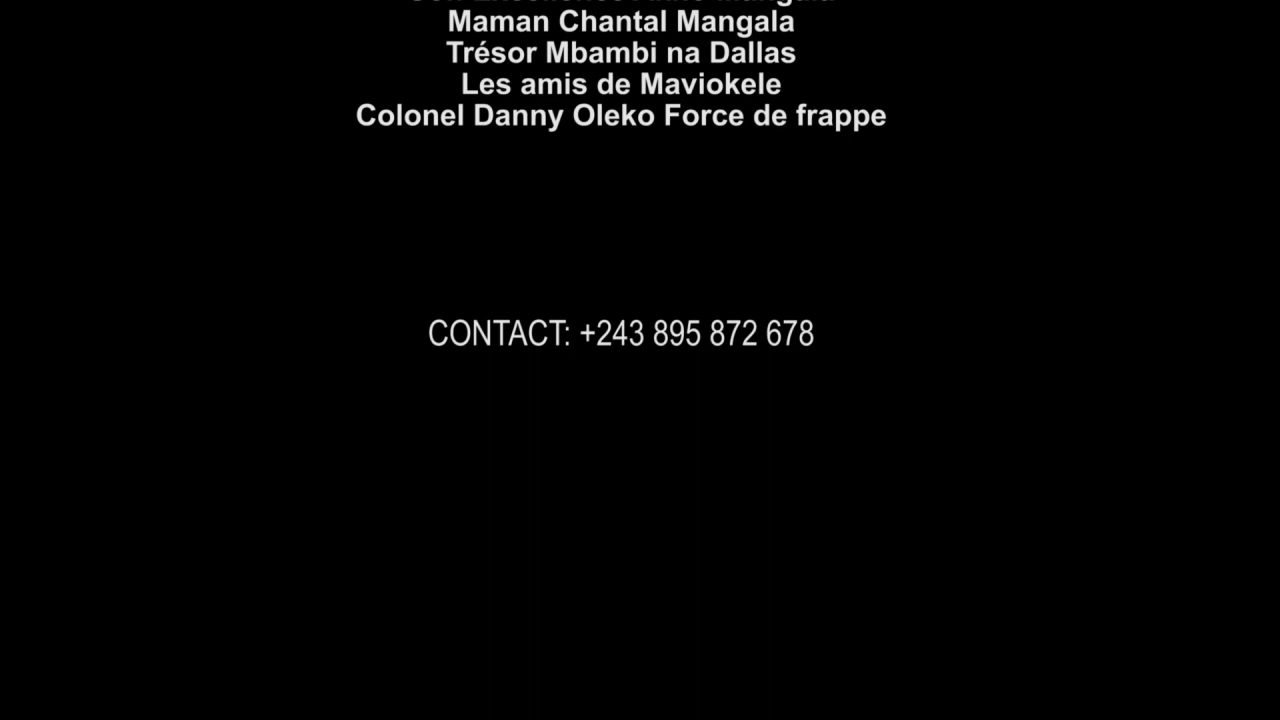 Maman Chantal Mangala
Trésor Mbambi na Dallas
Les amis de Maviokele
Colonel Danny Oleko Force de frappe
CONTACT: +243 895 872 678